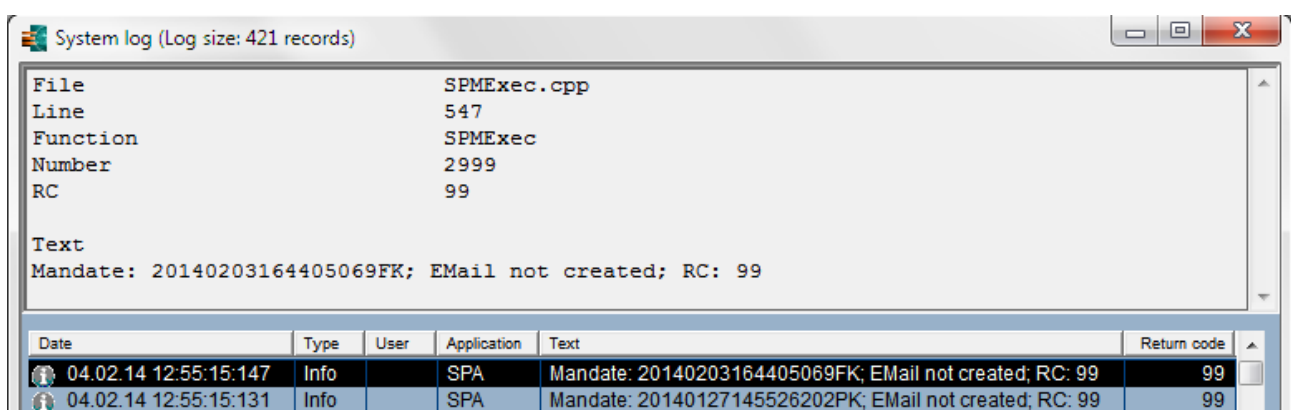 System log (Log size: 421 records)
File SPMExec.cpp
Line 547
Function SPMExec
Number 2999
RC 99
Text
Mandate: 20140203164405069FK; EMail not created; RC: 99
Date Type User Application Text Return code
04.02.14 12:55:15:147 Info SPA Mandate: 20140203164405069FK; EMail not created; RC: 99 99
04.02.14 12:55:15:131 Info SPA Mandate: 20140127145526202PK; EMail not created; RC: 99 99